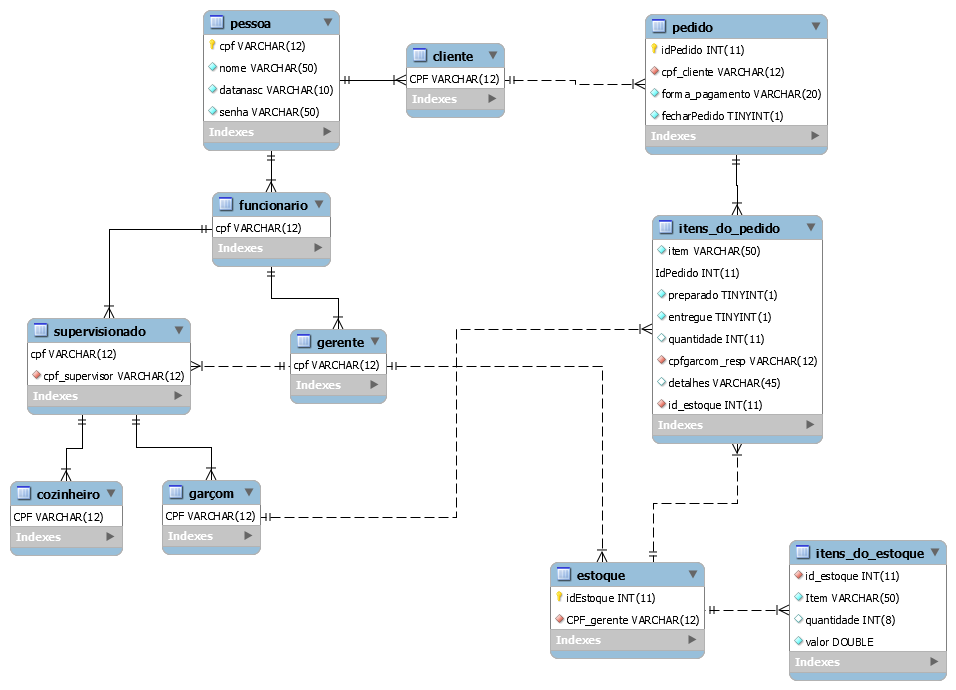 pessoa
cpf VARCHAR(12)
nome VARCHAR(50)
datanasc VARCHAR(10)
senha VARCHAR(50)
Indexes
cliente
CPF VARCHAR(12)
Indexes
pedido
idPedido INT(11)
cpf_cliente VARCHAR(12)
forma_pagamento VARCHAR(20)
fecharPedido TINYINT(1)
Indexes
funcionario
cpf VARCHAR(12)
Indexes
itens_do_pedido
item VARCHAR(50)
IdPedido INT(11)
preparado TINYINT(1)
entregue TINYINT(1)
quantidade INT(11)
cpfgarcom_resp VARCHAR(12)
detalhes VARCHAR(45)
id_estoque INT(11)
Indexes
supervisionado
cpf VARCHAR(12)
cpf_supervisor VARCHAR(12)
Indexes
gerente
cpf VARCHAR(12)
Indexes
cozinheiro
CPF VARCHAR(12)
Indexes
garçom
CPF VARCHAR(12)
Indexes
estoque
idEstoque INT(11)
CPF_gerente VARCHAR(12)
Indexes
itens_do_estoque
id_estoque INT(11)
Item VARCHAR(50)
quantidade INT(8)
valor DOUBLE
Indexes